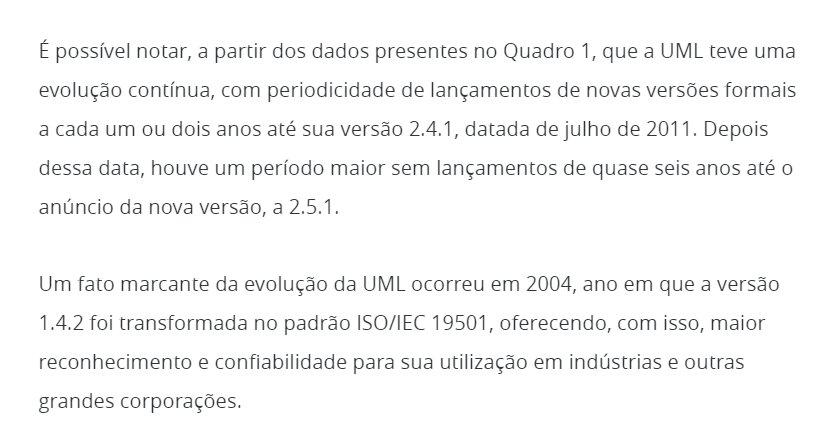 É possível notar, a partir dos dados presentes no Quadro 1, que a UML teve uma
evolução contínua, com periodicidade de lançamentos de novas versões formais
a cada um ou dois anos até sua versão 2.4.1, datada de julho de 2011. Depois
dessa data, houve um período maior sem lançamentos de quase seis anos até o
anúncio da nova versão, a 2.5.1.
Um fato marcante da evolução da UML ocorreu em 2004, ano em que a versão
1.4.2 foi transformada no padrão ISO/IEC 19501, oferecendo, com isso, maior
reconhecimento e confiabilidade para sua utilização em indústrias e outras
grandes corporações.